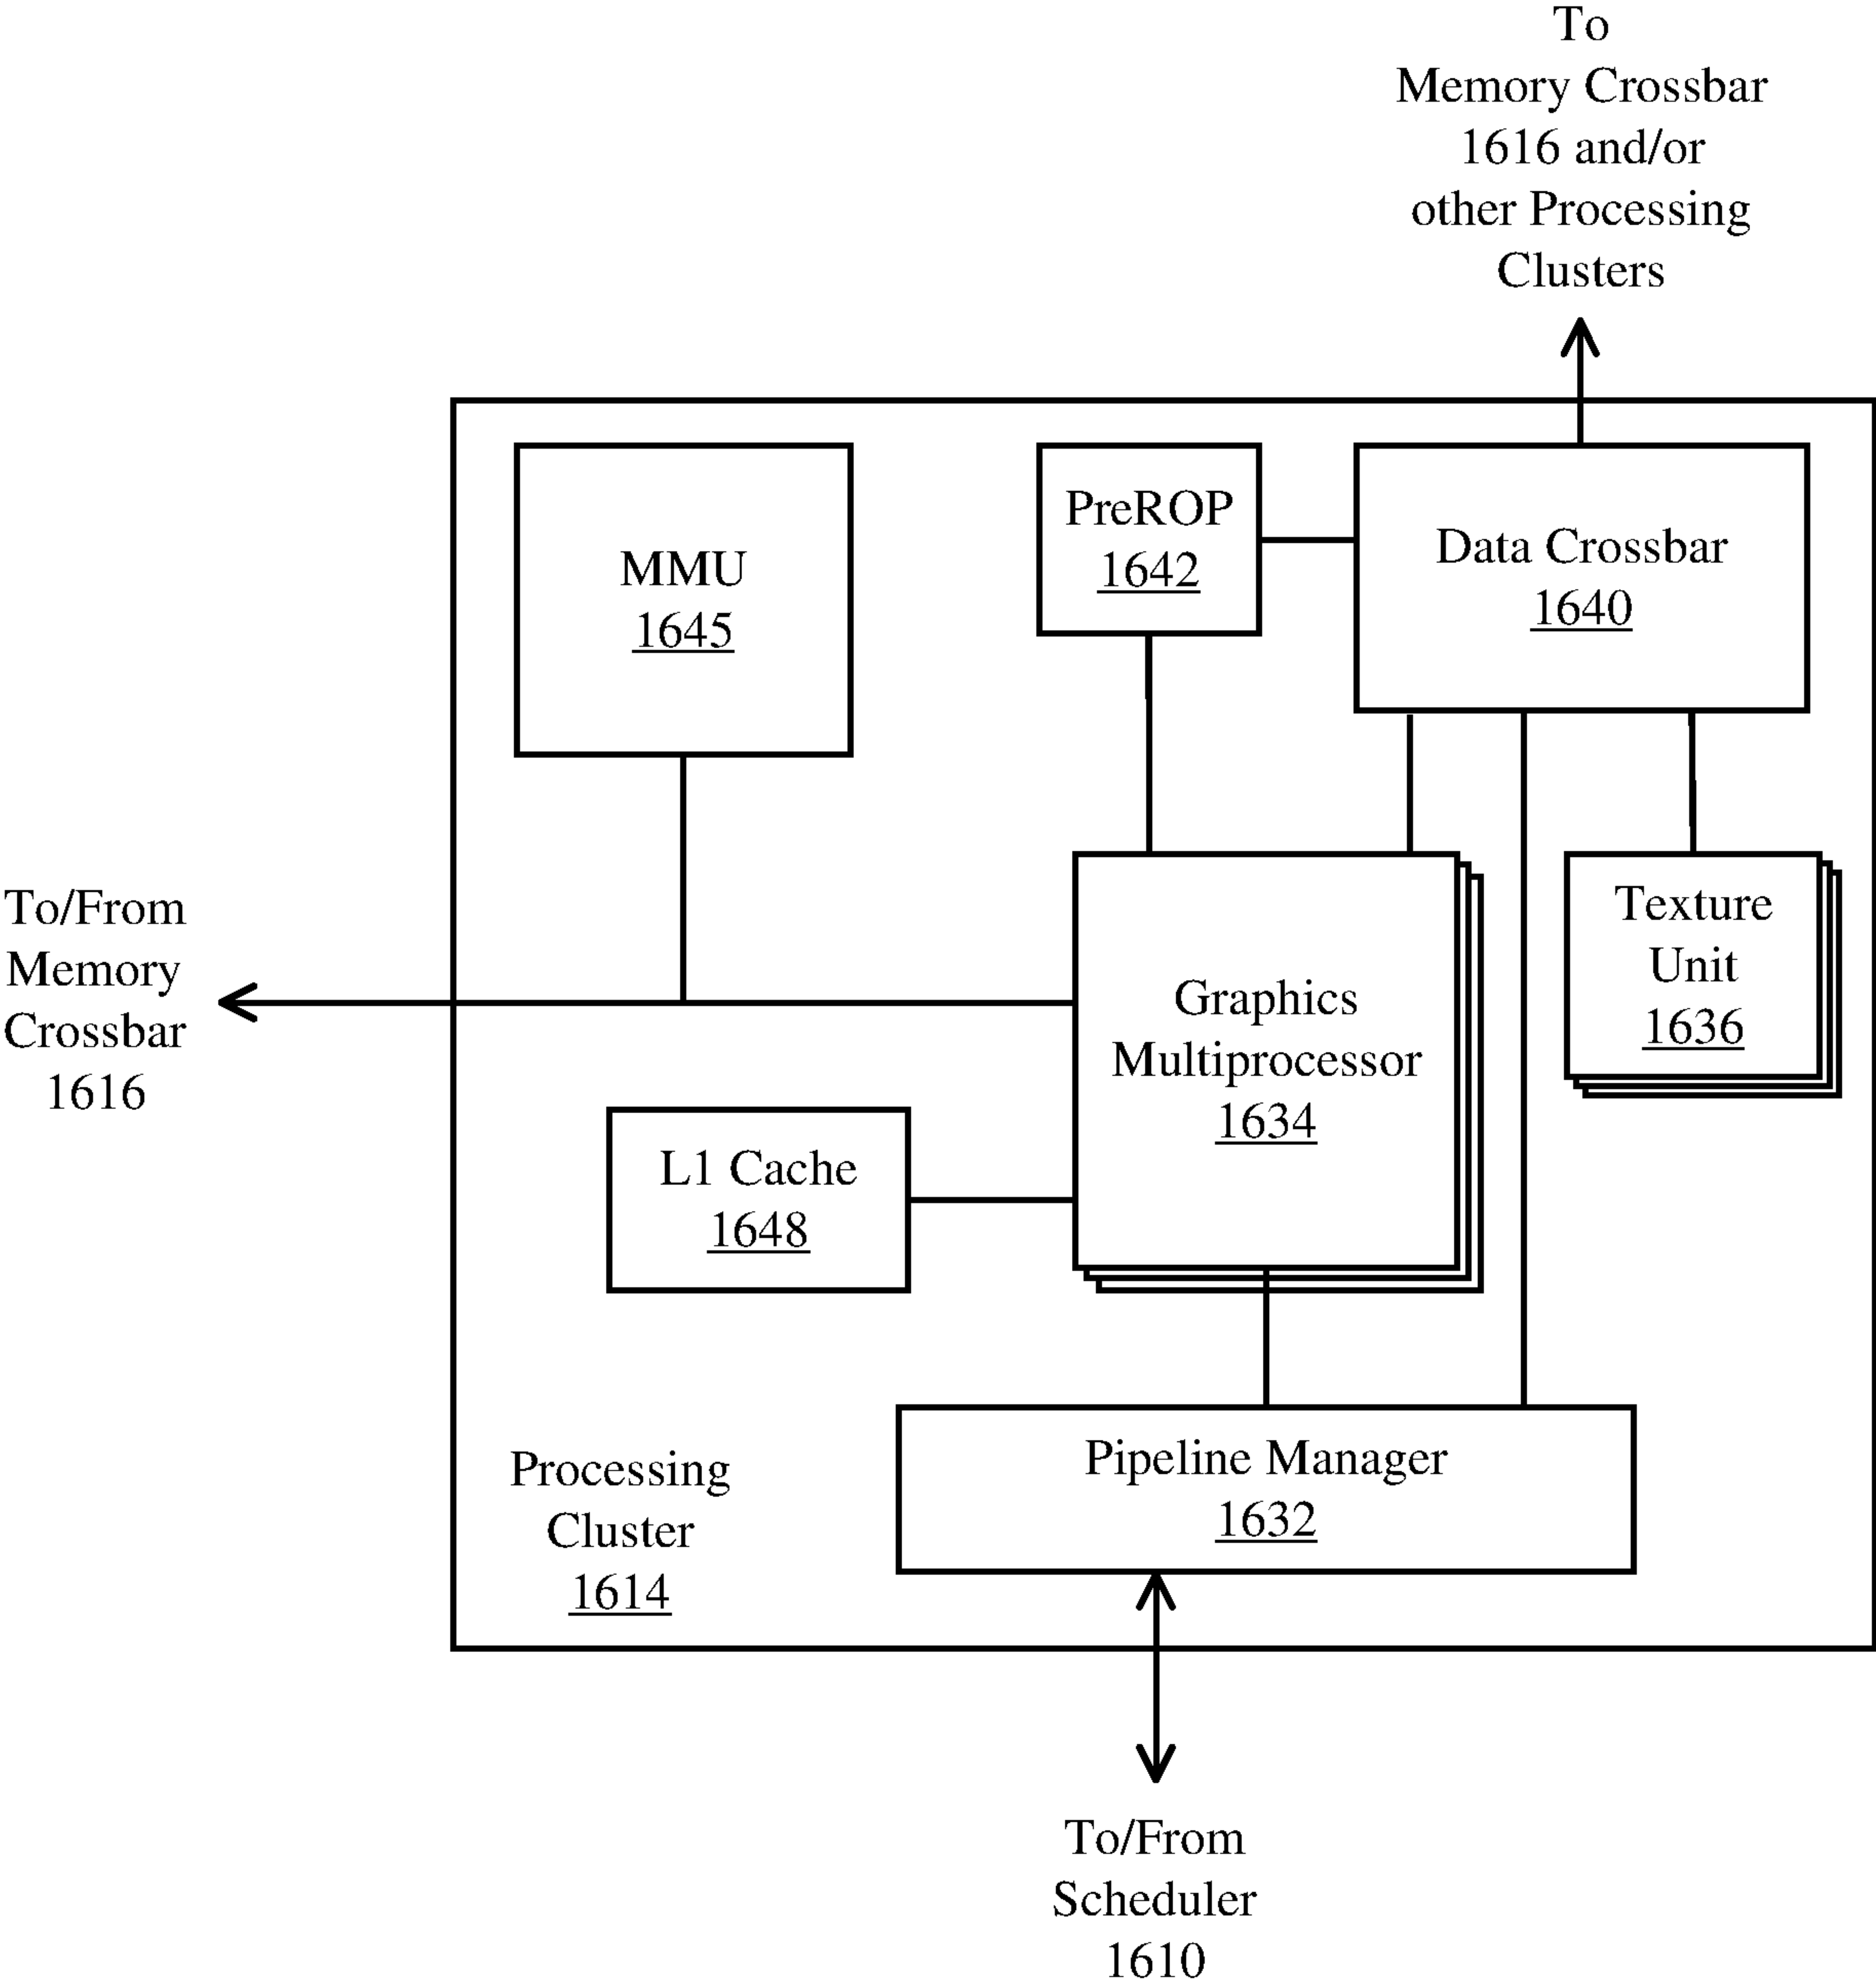 To
Memory Crossbar
1616 and/or
other Processing
Clusters
MMU
1645
PreROP
1642
Data Crossbar
1640
To/From
Memory
Crossbar
1616
Graphics
Multiprocessor
1634
Texture
Unit
1636
L1 Cache
1648
Processing
Cluster
1614
Pipeline Manager
1632
To/From
Scheduler
1610